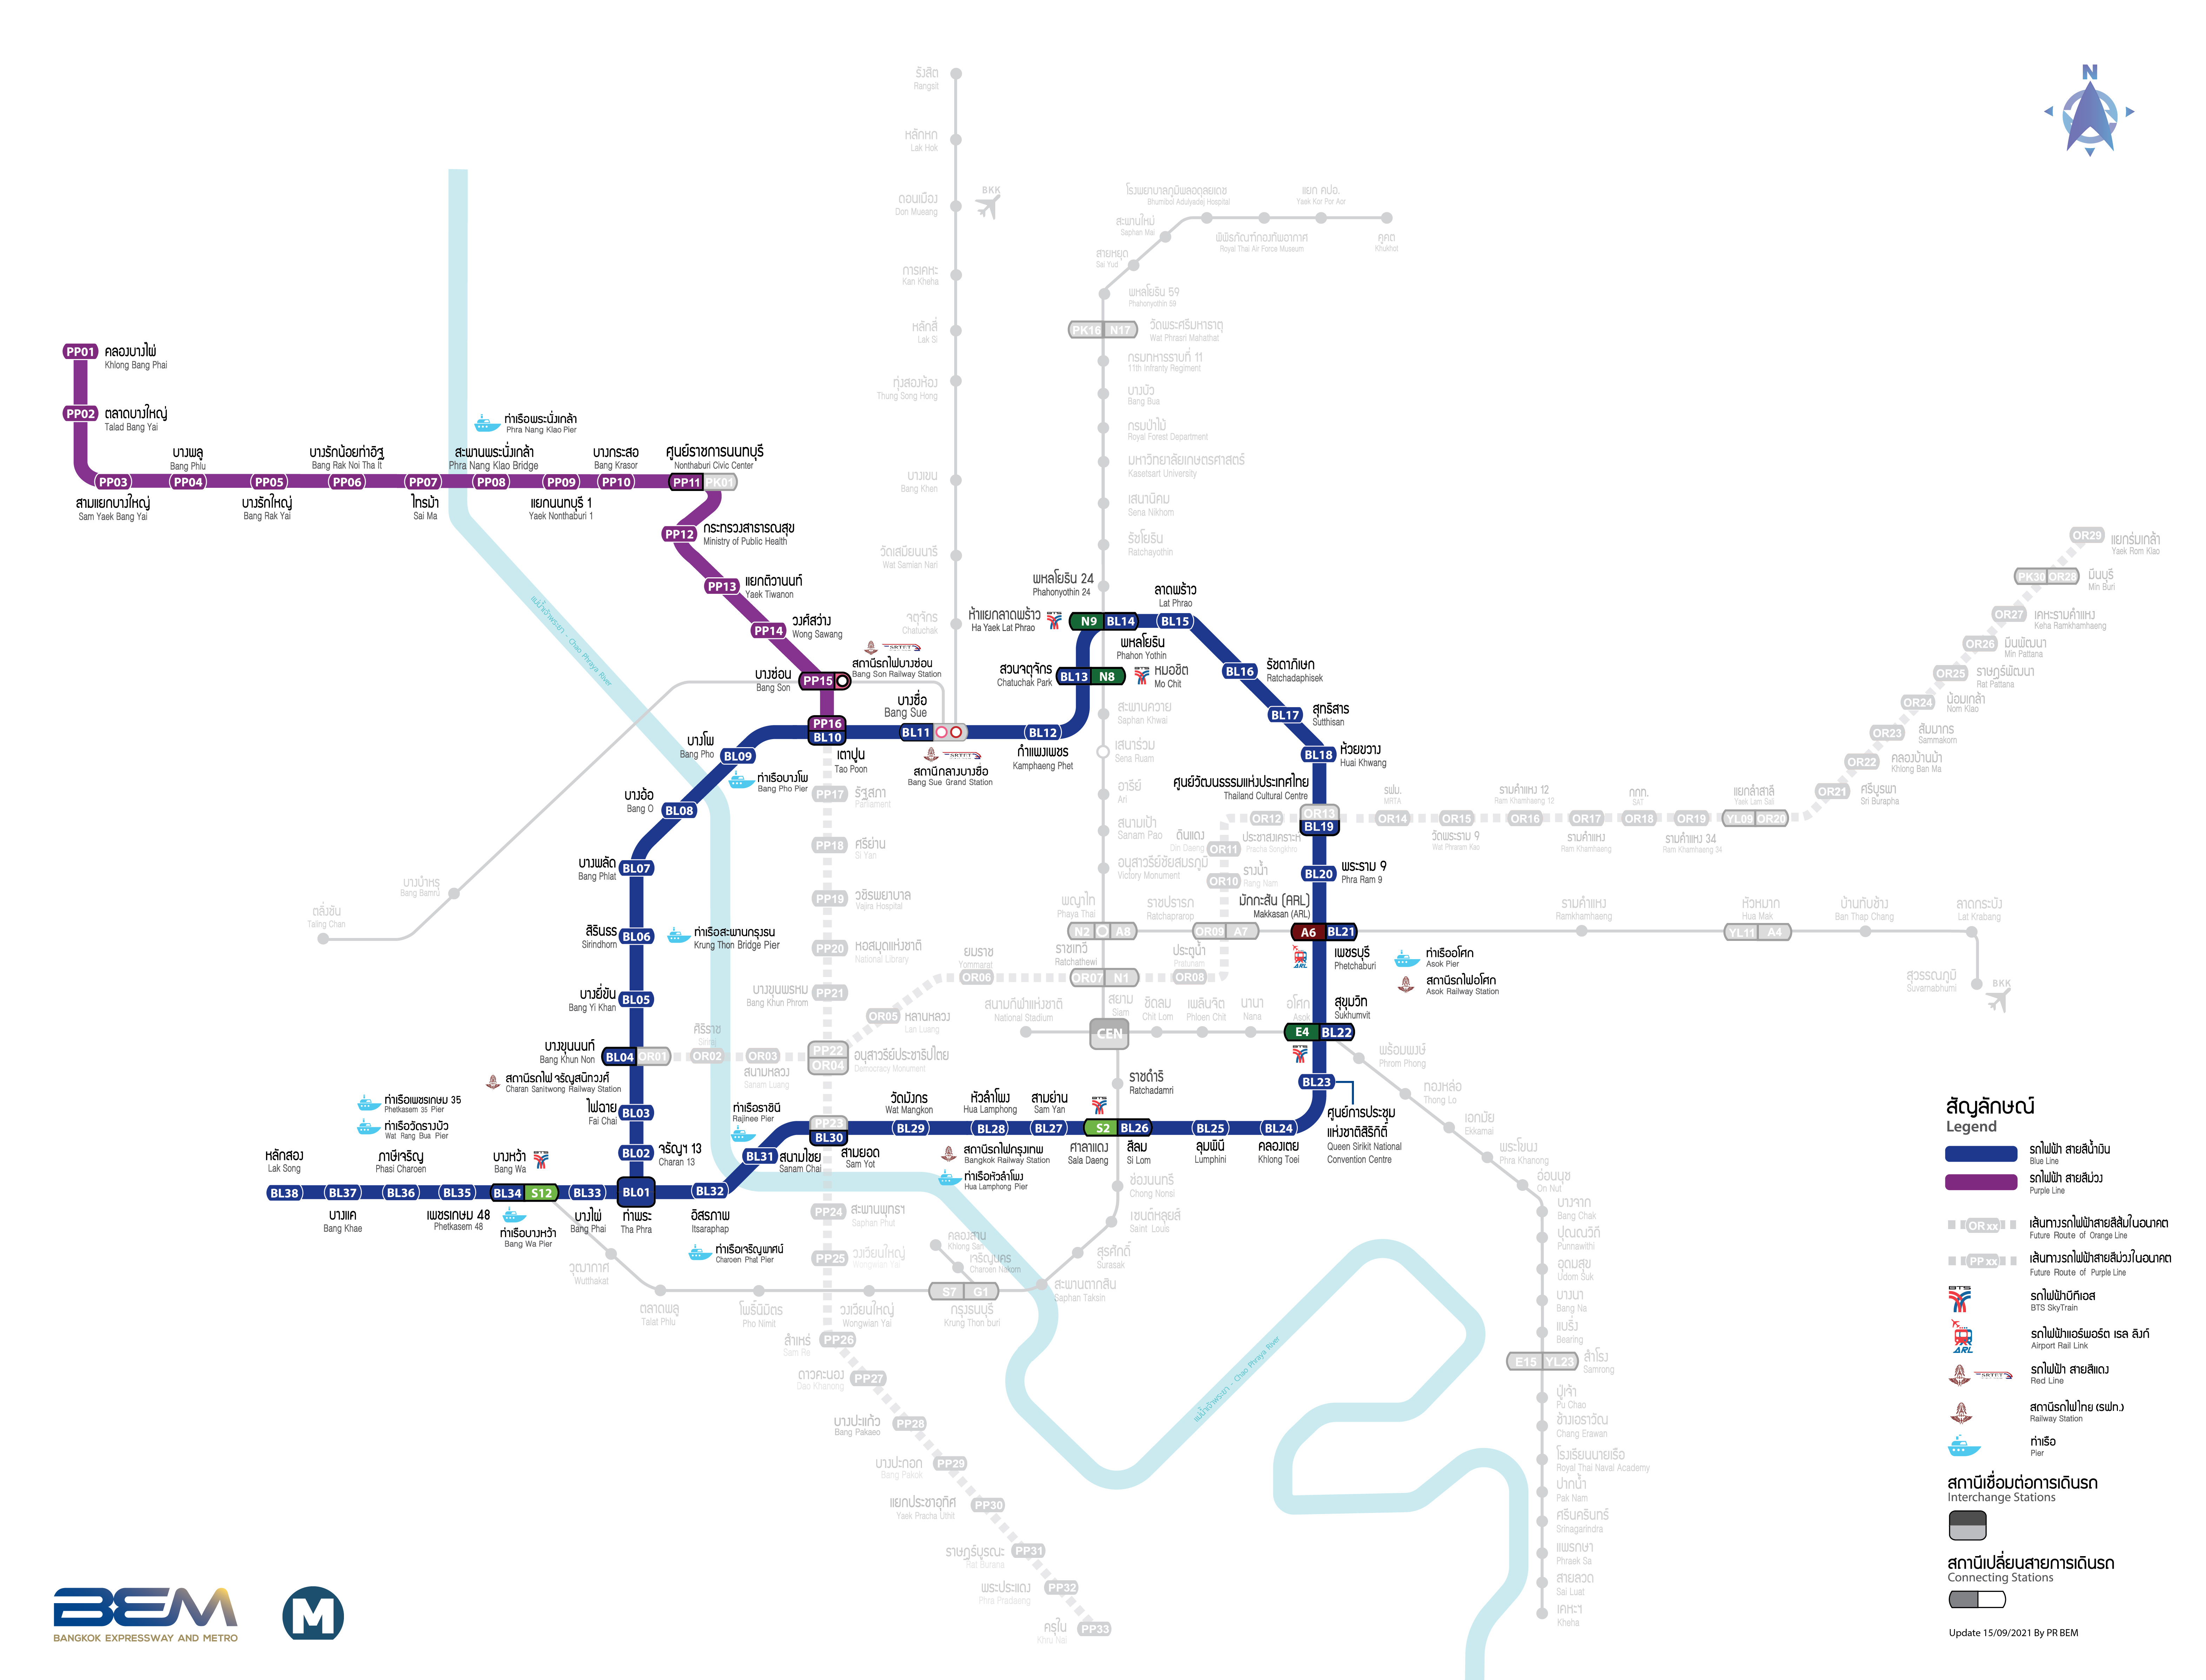 N
รังสิต
Rangsit
หลักหก
Lak Hok
ดอนเมือง
Don Mueang
BKK
การเคหะ
Kan Kheha
หลักสี่
Lak Si
ทุ่งสองห้อง
Thung Song Hong
บางเขน
Bang Khen
วัดเสมียนนารี
Wat Samian Nari
จตุจักร
Chatuchak
โรงพยาบาลภูมิพลอดุลยเดช
Bhumibol Adulyadej Hospital
แยก คปอ.
Yaek Kor Por Aor
สะพานใหม่
Saphan Mai
พิพิธภัณฑ์กองทัพอากาศ
Royal Thai Air Force Museum
คูคต
Khukhot
สายหยุด
Sai Yud
พหลโยธิน 59
Phahonyothin 59
PK16 N17
วัดพระศรีมหาธาตุ
Wat Phrasri Mahathat
กรมทหารราบที่ 11
11th Infranty Regiment
บางบัว
Bang Bua
กรมป่าไม้
Royal Forest Department
มหาวิทยาลัยเกษตรศาสตร์
Kasetsart University
เสนานิคม
Sena Nikhom
รัชโยธิน
Ratchayothin
พหลโยธิน 24
Phahonyothin 24
PP01 คลองบางไผ่
Khlong Bang Phai
PP02 ตลาดบางใหญ่
Talad Bang Yai
PP03
สามแยกบางใหญ่
Sam Yaek Bang Yai
บางพลู
Bang Phlu
PP04
PP05
บางรักใหญ่
Bang Rak Yai
บางรักน้อยท่าอิฐ
Bang Rak Noi Tha It
PP06
PP07
ไทรม้า
Sai Ma
ท่าเรือพระนั่งเกล้า
Phra Nang Klao Pier
สะพานพระนั่งเกล้า
Phra Nang Klao Bridge
PP08
PP09
แยกนนทบุรี 1
Yaek Nonthaburi 1
บางกระสอ
Bang Krasor
PP10
ศูนย์ราชการนนทบุรี
Nonthaburi Civic Center
PP11 PK01
PP12 กระทรวงสาธารณสุข
Ministry of Public Health
PP13 แยกติวานนท์
Yaek Tiwanon
PP14 วงศ์สว่าง
Wong Sawang
สถานีรถไฟบางซ่อน
Bang Son Railway Station
บางซ่อน
Bang Son
PP15
PP16
BL10
เตาปูน
Tao Poon
แม่น้ำเจ้าพระยา - Chao Phraya River
บางซื่อ
Bang Sue
BL11
สถานีกลางบางซื่อ
Bang Sue Grand Station
BL12
กำแพงเพชร
Kamphaeng Phet
สวนจตุจักร
Chatuchak Park
BL13 N8
BTS
หมอชิต
Mo Chit
ห้าแยกลาดพร้าว
Ha Yaek Lat Phrao
BTS
N9 BL14
พหลโยธิน
Phahon Yothin
ลาดพร้าว
Lat Phrao
BL15
BL16 รัชดาภิเษก
Ratchadaphisek
BL17 สุทธิสาร
Sutthisan
BL18 ห้วยขวาง
Huai Khwang
ศูนย์วัฒนธรรมแห่งประเทศไทย
Thailand Cultural Centre
OR13
BL19
BL20 พระราม 9
Phra Ram 9
มักกะสัน (ARL)
Makkasan (ARL)
A6 BL21
ARL
เพชรบุรี
Phetchaburi
ท่าเรืออโศก
Asok Pier
สถานีรถไฟอโศก
Asok Railway Station
สุขุมวิท
Sukhumvit
อโศก
Asok
E4 BL22
BTS
BL23
ศูนย์การประชุม
แห่งชาติสิริกิติ์
Queen Sirikit National
Convention Centre
BL24
คลองเตย
Khlong Toei
BL25
ลุมพินี
Lumphini
BTS
S2 BL26
ศาลาแดง
Sala Daeng
สีลม
Si Lom
ราชดำริ
Ratchadamri
สามย่าน
Sam Yan
BL27
หัวลำโพง
Hua Lamphong
BL28
สถานีรถไฟกรุงเทพ
Bangkok Railway Station
ท่าเรือหัวลำโพง
Hua Lamphong Pier
วัดมังกร
Wat Mangkon
BL29
PP23
BL30
สามยอด
Sam Yot
ท่าเรือราชินี
Rajinee Pier
BL31
สนามไชย
Sanam Chai
BL32
อิสรภาพ
Itsaraphap
ท่าเรือเจริญพาศน์
Charoen Phat Pier
BL01
ท่าพระ
Tha Phra
BL33
บางไผ่
Bang Phai
บางหว้า
Bang Wa
BTS
BL34 S12
ท่าเรือบางหว้า
Bang Wa Pier
BL35
เพชรเกษม 48
Phetkasem 48
ภาษีเจริญ
Phasi Charoen
BL36
BL37
บางแค
Bang Khae
หลักสอง
Lak Song
BL38
ท่าเรือเพชรเกษม 35
Phetkasem 35 Pier
ท่าเรือวัดรางบัว
Wat Rang Bua Pier
BL02 จรัญฯ 13
Charan 13
ไฟฉาย
Fai Chai
BL03
สถานีรถไฟ จรัญสนิทวงศ์
Charan Sanitwong Railway Station
บางขุนนนท์
Bang Khun Non
BL04 OR01
บางยี่ขัน
Bang Yi Khan
BL05
สิรินธร
Sirindhorn
BL06
ท่าเรือสะพานกรุงธน
Krung Thon Bridge Pier
บางพลัด
Bang Phlat
BL07
บางอ้อ
Bang O
BL08
บางโพ
Bang Pho
BL09
ท่าเรือบางโพ
Bang Pho Pier
บางบำหรุ
Bang Bamru
ตลิ่งชัน
Taling Chan
PP17 รัฐสภา
Parliament
PP18 ศรีย่าน
Si Yan
PP19 วชิรพยาบาล
Vajira Hospital
PP20 หอสมุดแห่งชาติ
National Library
บางขุนพรหม
Bang Khun Phrom
PP21
ศิริราช
Siriraj
OR02
OR03
สนามหลวง
Sanam Luang
PP22
OR04
อนุสาวรีย์ประชาธิปไตย
Democracy Monument
OR05 หลานหลวง
Lan Luang
ยมราช
Yommarat
OR06
ราชเทวี
Ratchathewi
OR07 N1
ประตูน้ำ
Pratunam
OR08
ราชปรารภ
Ratchaprarop
OR09 A7
OR10 รางน้ำ
Rang Nam
ดินแดง
Din Daeng
OR11
OR12
ประชาสงเคราะห์
Pracha Songkhro
สะพานควาย
Saphan Khwai
เสนาร่วม
Sena Ruam
อารีย์
Ari
สนามเป้า
Sanam Pao
อนุสาวรีย์ชัยสมรภูมิ
Victory Monument
พญาไท
Phaya Thai
N2 A8
สนามกีฬาแห่งชาติ
National Stadium
สยาม
Siam
CEN
ชิดลม
Chit Lom
เพลินจิต
Phloen Chit
นานา
Nana
รฟม.
MRTA
OR14
OR15
วัดพระราม 9
Wat Phraram Kao
รามคำแหง 12
Ram Khamhaeng 12
OR16
OR17
รามคำแหง
Ram Khamhaeng
กกท.
SAT
OR18
OR19
รามคำแหง 34
Ram Khamhaeng 34
แยกลำสาลี
Yaek Lam Sali
YL09 OR20
OR21 ศรีบูรพา
Sri Burapha
OR22 คลองบ้านม้า
Khlong Ban Ma
OR23 สัมมากร
Sammakorn
OR24 น้อมเกล้า
Nom Klao
OR25 ราษฎร์พัฒนา
Rat Pattana
OR26 มีนพัฒนา
Min Pattana
OR27 เคหะรามคำแหง
Keha Ramkhamhaeng
PK30 OR28 มีนบุรี
Min Buri
OR29 แยกร่มเกล้า
Yaek Rom Klao
รามคำแหง
Ramkhamhaeng
หัวหมาก
Hua Mak
YL11 A4
บ้านทับช้าง
Ban Thap Chang
ลาดกระบัง
Lat Krabang
สุวรรณภูมิ
Suvarnabhumi
BKK
พร้อมพงษ์
Phrom Phong
ทองหล่อ
Thong Lo
เอกมัย
Ekkamai
พระโขนง
Phra Khanong
อ่อนนุช
On Nut
บางจาก
Bang Chak
ปุณณวิถี
Punnawithi
อุดมสุข
Udom Suk
บางนา
Bang Na
แบริ่ง
Bearing
E15 YL23 สำโรง
Samrong
ปู่เจ้า
Pu Chao
ช้างเอราวัณ
Chang Erawan
โรงเรียนนายเรือ
Royal Thai Naval Academy
ปากน้ำ
Pak Nam
ศรีนครินทร์
Srinagarindra
แพรกษา
Phraek Sa
สายลวด
Sai Luat
เคหะฯ
Kheha
ช่องนนทรี
Chong Nonsi
เซนต์หลุยส์
Saint Louis
สุรศักดิ์
Surasak
สะพานตากสิน
Saphan Taksin
คลองสาน
Khlong San
เจริญนคร
Charoen Nakorn
S7 G1
กรุงธนบุรี
Krung Thon buri
วงเวียนใหญ่
Wongwian Yai
โพธิ์นิมิตร
Pho Nimit
ตลาดพลู
Talat Phlu
วุฒากาศ
Wutthakat
PP24 สะพานพุทธฯ
Saphan Phut
PP25 วงเวียนใหญ่
Wongwien Yai
สำเหร่
Sam Re
PP26
ดาวคะนอง
Dao Khanong
PP27
บางปะแก้ว
Bang Pakaeo
PP28
บางปะกอก
Bang Pakok
PP29
แยกประชาอุทิศ
Yaek Pracha Uthit
PP30
ราษฎร์บูรณะ
Rat Burana
PP31
พระประแดง
Phra Pradaeng
PP32
ครุใน
Khru Nai
PP33
แม่น้ำเจ้าพระยา - Chao Phraya River
สัญลักษณ์
Legend
รถไฟฟ้า สายสีน้ำเงิน
Blue Line
รถไฟฟ้า สายสีม่วง
Purple Line
ORxx
เส้นทางรถไฟฟ้าสายสีส้มในอนาคต
Future Route of Orange Line
PPxx
เส้นทางรถไฟฟ้าสายสีม่วงในอนาคต
Future Route of Purple Line
BTS
รถไฟฟ้าบีทีเอส
BTS SkyTrain
ARL
รถไฟฟ้าแอร์พอร์ต เรล ลิงก์
Airport Rail Link
SRTET
รถไฟฟ้า สายสีแดง
Red Line
สถานีรถไฟไทย (รฟท.)
Railway Station
ท่าเรือ
Pier
สถานีเชื่อมต่อการเดินรถ
Interchange Stations
สถานีเปลี่ยนสายการเดินรถ
Connecting Stations
Update 15/09/2021 By PR BEM
BEM
BANGKOK EXPRESSWAY AND METRO
M